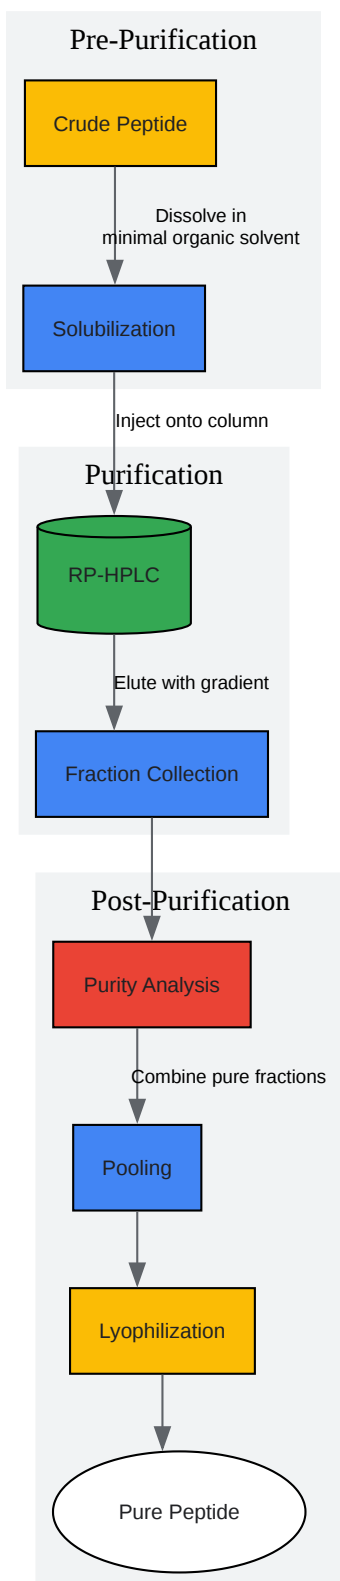 Pre-Purification
Crude Peptide
Dissolve in
minimal organic solvent
Solubilization
Inject onto column
Purification
RP-HPLC
Elute with gradient
Fraction Collection
Post-Purification
Purity Analysis
Combine pure fractions
Pooling
Lyophilization
Pure Peptide